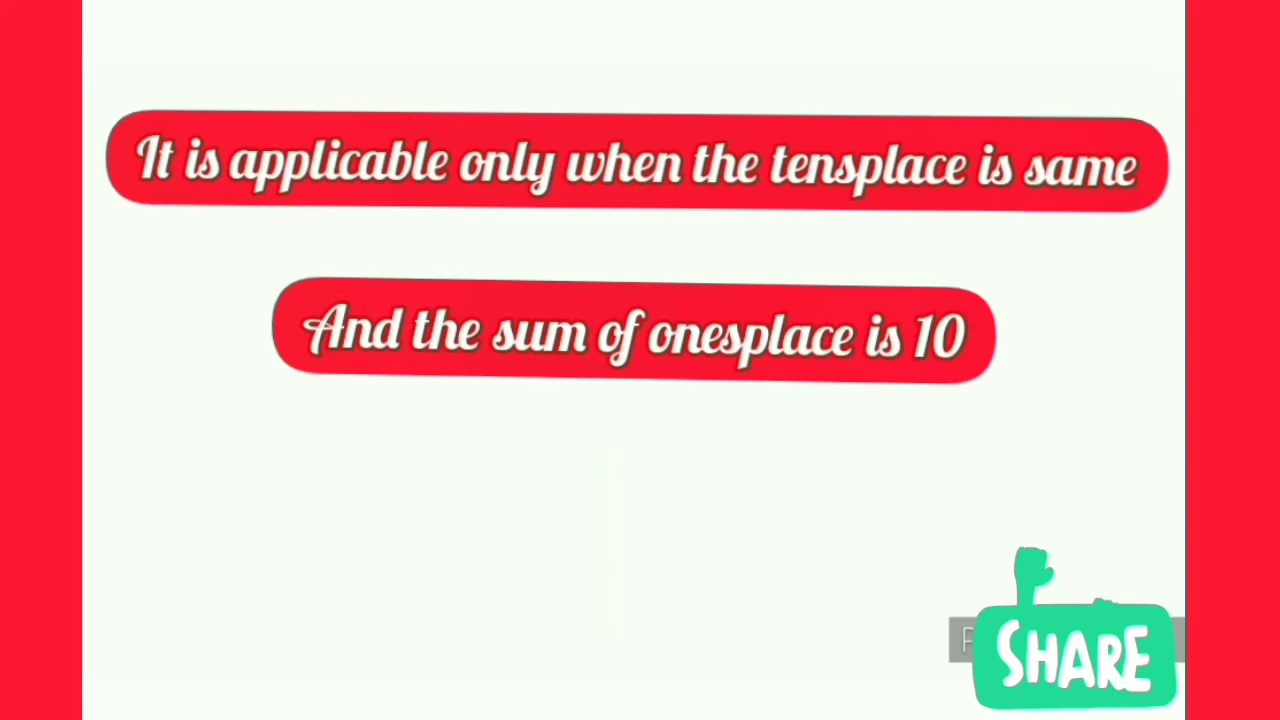 It is applicable only when the tensplace is same
And the sum of onesplace is 10
SHARE